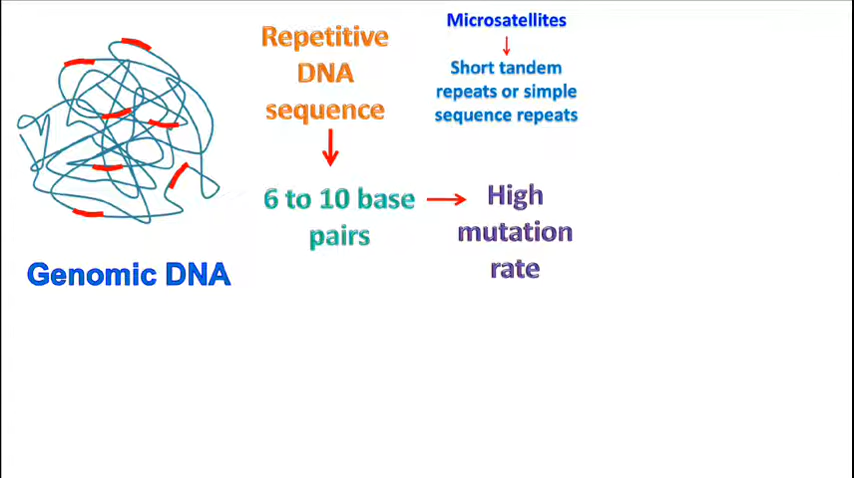 Repetitive
DNA
sequence
Microsatellites
Short tandem
repeats or simple
sequence repeats
6 to 10 base
pairs
High
mutation
rate
Genomic DNA